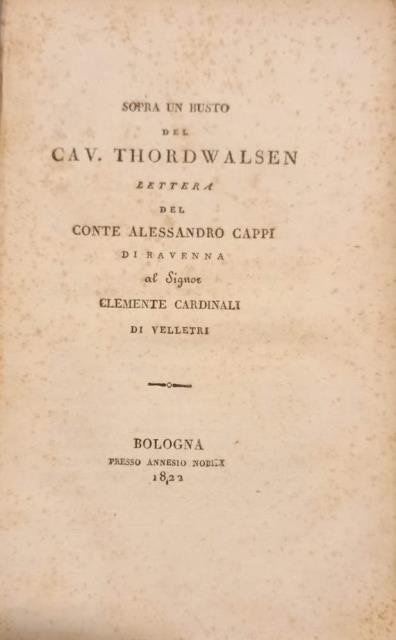 SOPRA UN BUSTO
DEL
CAV. THORDWALSEN
LETTERA
DEL
CONTE ALESSANDRO CAPPI
DI RAVENNA
al Signor
CLEMENTE CARDINALI
DI VELLETRI
BOLOGNA
PRESSO ANNESIO NOBILI
1822